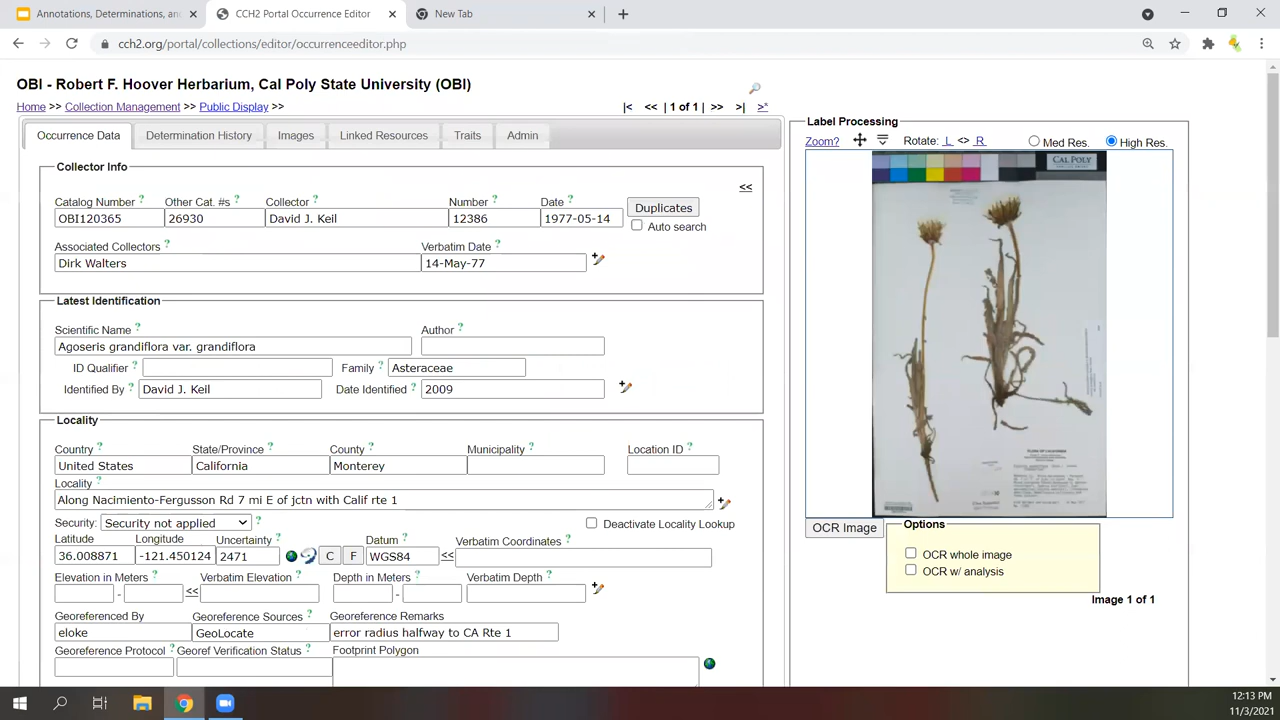 Annotations, Determinations, and
CCH2 Portal Occurrence Editor
New Tab
cch2.org/portal/collections/editor/occurrenceeditor.php
OBI - Robert F. Hoover Herbarium, Cal Poly State University (OBI)
Home >> Collection Management >> Public Display >>
|< << | 1 of 1 | >> >| >*
Occurrence Data Determination History Images Linked Resources Traits Admin
Collector Info
<<
Catalog Number ? Other Cat. #s ? Collector ? Number ? Date ?
OBI120365 26930 David J. Keil 12386 1977-05-14 Duplicates
Auto search
Associated Collectors ? Verbatim Date ?
Dirk Walters 14-May-77
Latest Identification
Scientific Name ? Author ?
Agoseris grandiflora var. grandiflora
ID Qualifier ? Family ? Asteraceae
Identified By ? David J. Keil Date Identified ? 2009
Locality
Country ? State/Province ? County ? Municipality ? Location ID ?
United States California Monterey
Locality ?
Along Nacimiento-Fergusson Rd 7 mi E of jctn with Calif rte 1
Security: Security not applied ? Deactivate Locality Lookup
Latitude Longitude Uncertainty ? Datum ? Verbatim Coordinates ?
36.008871 -121.450124 2471 C F WGS84 <<
Elevation in Meters ? Verbatim Elevation ? Depth in Meters ? Verbatim Depth ?
- << -
Georeferenced By ? Georeference Sources ? Georeference Remarks
eloke GeoLocate error radius halfway to CA Rte 1
Georeference Protocol ? Georef Verification Status ? Footprint Polygon
Label Processing
Zoom? Rotate: L <> R Med Res. High Res.
CAL POLY
FLORA OF CALIFORNIA
OCR Image
Options
OCR whole image
OCR w/ analysis
Image 1 of 1
12:13 PM
11/3/2021